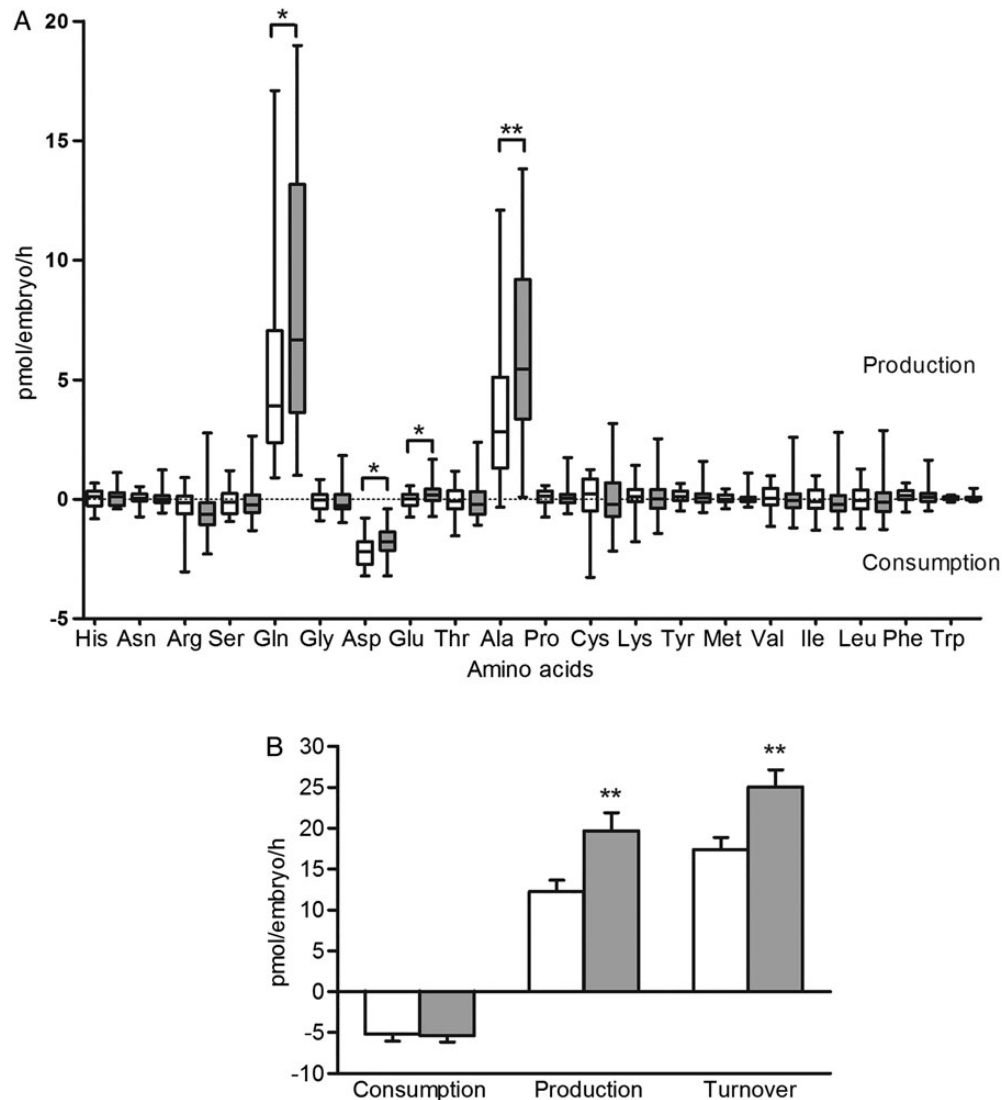 A
*
**
*
*
20
15
10
5
0
-5
pmol/embryo/h
Production
Consumption
His Asn Arg Ser Gln Gly Asp Glu Thr Ala Pro Cys Lys Tyr Met Val Ile Leu Phe Trp
Amino acids
B
**
**
30
25
20
15
10
5
0
-5
-10
pmol/embryo/h
Consumption Production Turnover